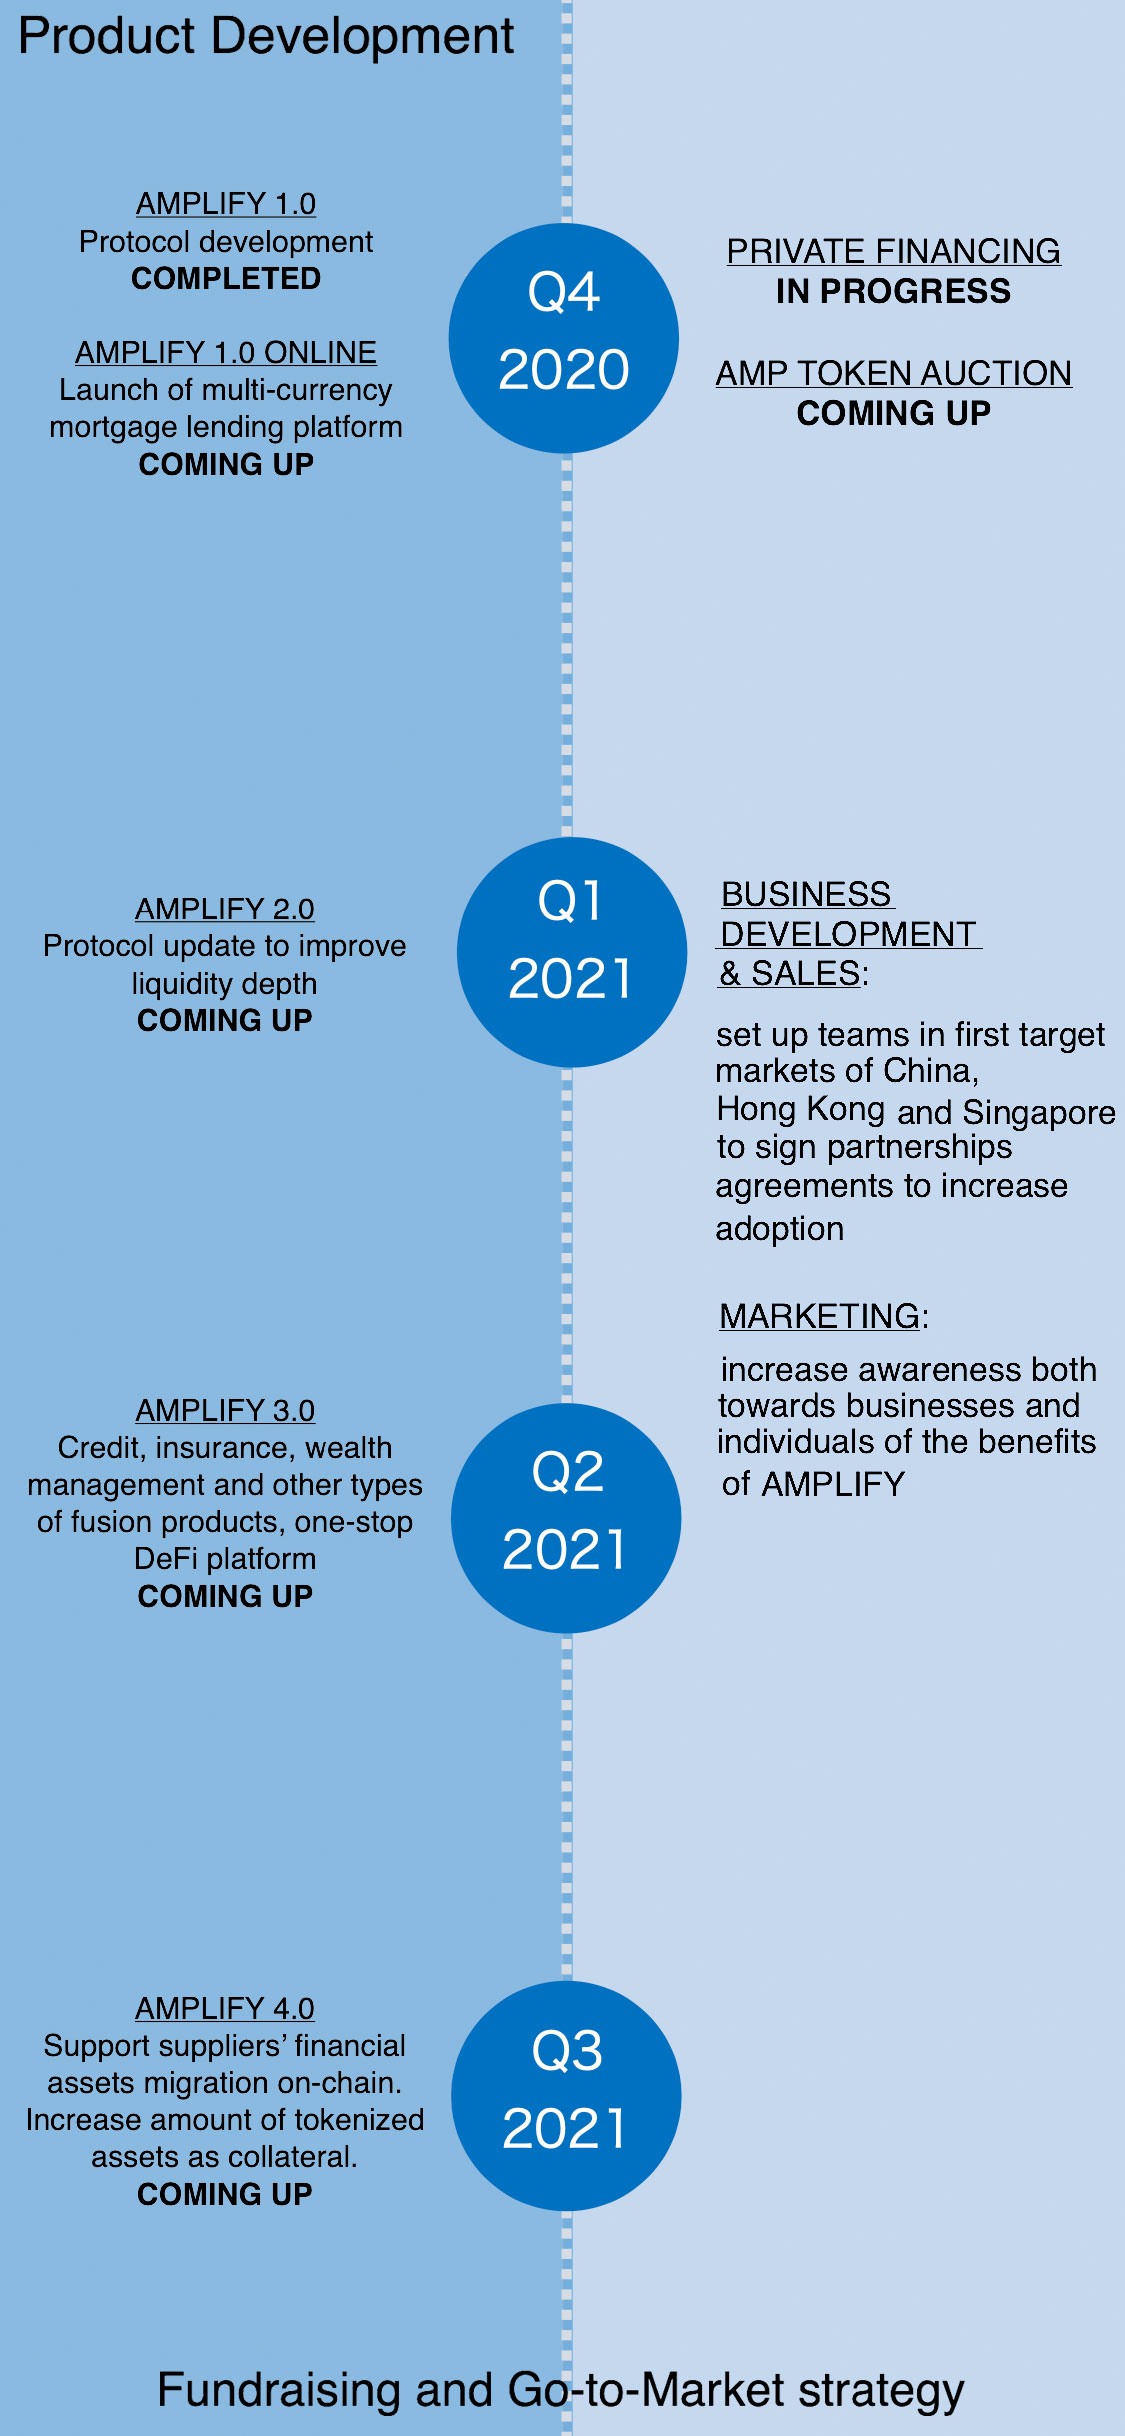 Product Development
AMPLIFY 1.0
Protocol development
COMPLETED
AMPLIFY 1.0 ONLINE
Launch of multi-currency
mortgage lending platform
COMING UP
Q4
2020
PRIVATE FINANCING
IN PROGRESS
AMP TOKEN AUCTION
COMING UP
AMPLIFY 2.0
Protocol update to improve
liquidity depth
COMING UP
Q1
2021
BUSINESS
DEVELOPMENT
& SALES:
set up teams in first target
markets of China,
Hong Kong and Singapore
to sign partnerships
agreements to increase
adoption
MARKETING:
increase awareness both
towards businesses and
individuals of the benefits
of AMPLIFY
AMPLIFY 3.0
Credit, insurance, wealth
management and other types
of fusion products, one-stop
DeFi platform
COMING UP
Q2
2021
AMPLIFY 4.0
Support suppliers’ financial
assets migration on-chain.
Increase amount of tokenized
assets as collateral.
COMING UP
Q3
2021
Fundraising and Go-to-Market strategy